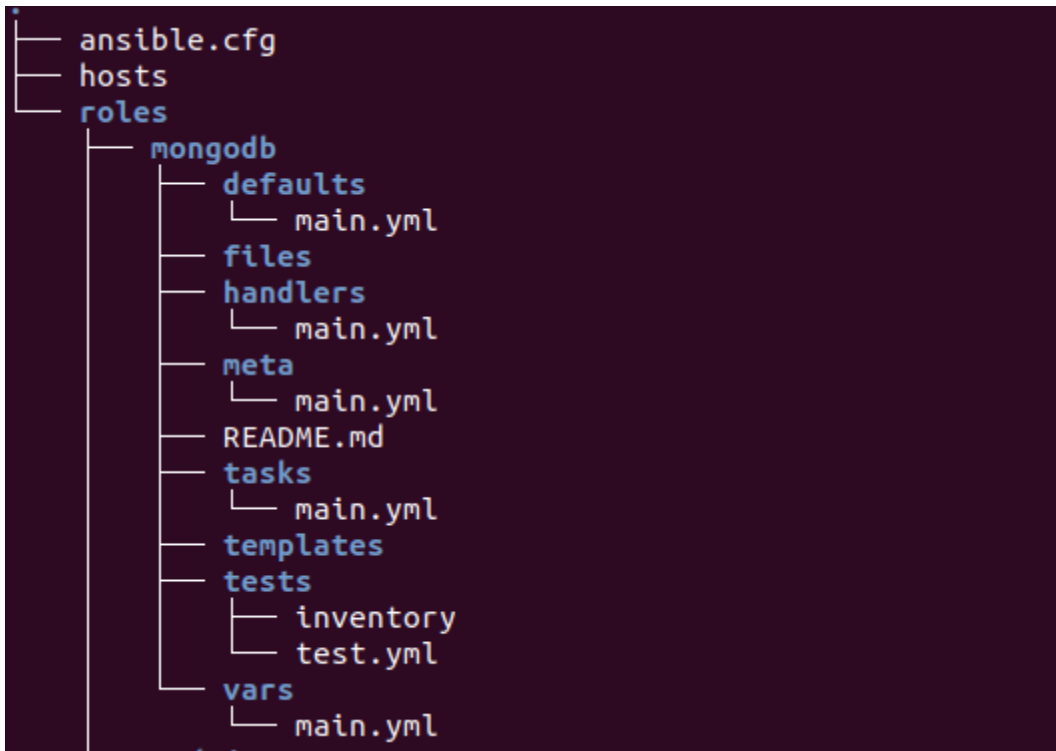 .
├── ansible.cfg
├── hosts
└── roles
    ├── mongodb
    │   ├── defaults
    │   │   └── main.yml
    │   ├── files
    │   ├── handlers
    │   │   └── main.yml
    │   ├── meta
    │   │   └── main.yml
    │   ├── README.md
    │   ├── tasks
    │   │   └── main.yml
    │   ├── templates
    │   ├── tests
    │   │   ├── inventory
    │   │   └── test.yml
    │   └── vars
    │       └── main.yml